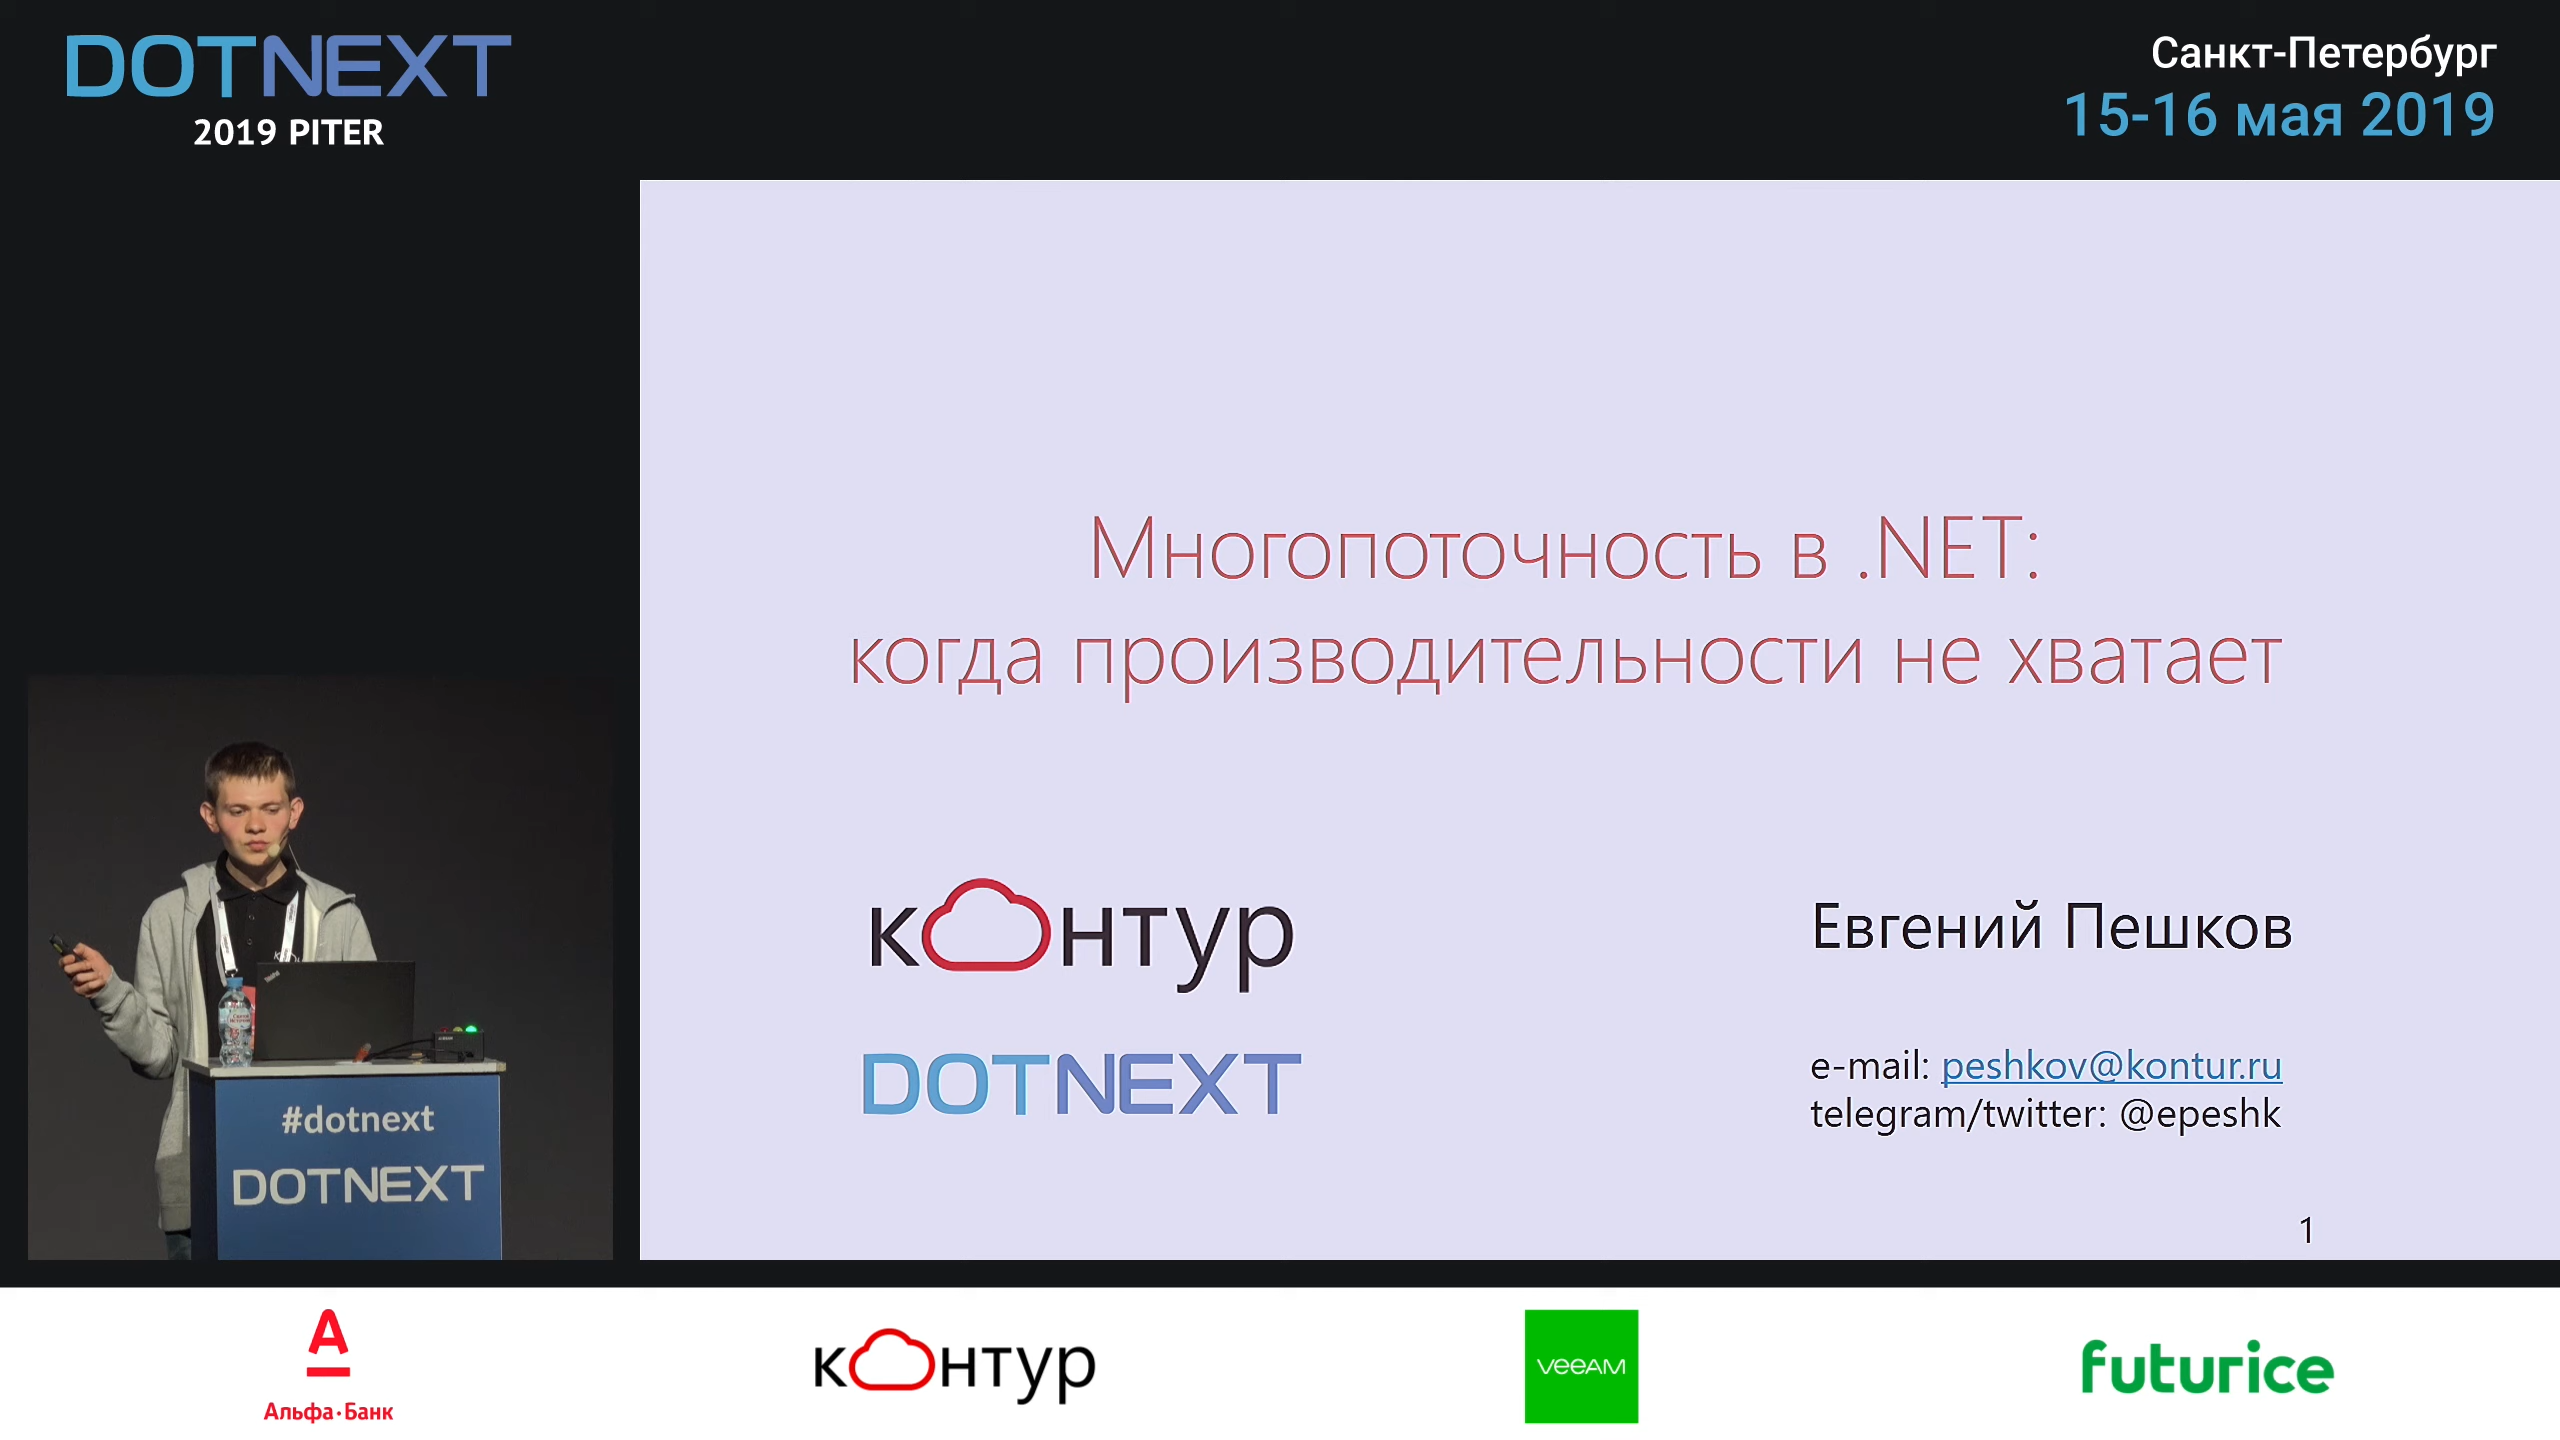 DOTNEXT
2019 PITER
Санкт-Петербург
15-16 мая 2019
Многопоточность в .NET:
когда производительности не хватает
контур
DOTNEXT
Евгений Пешков
e-mail: peshkov@kontur.ru
telegram/twitter: @epeshk
1
#dotnext
DOTNEXT
Альфа·Банк
контур
veeAM
futurice